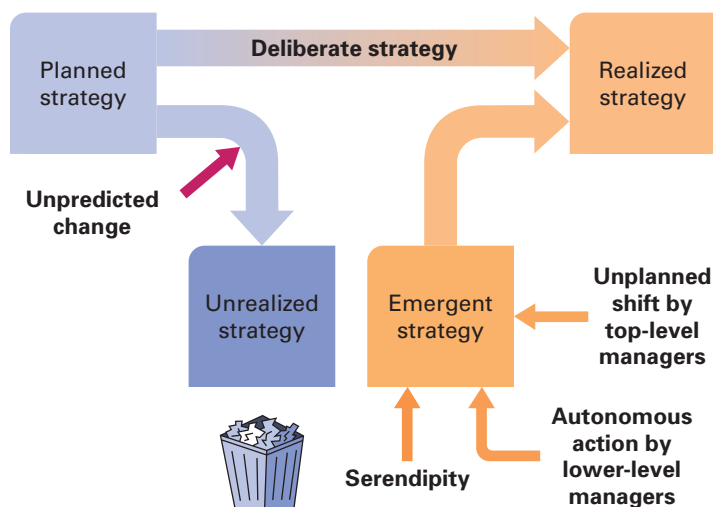 Planned
strategy
Deliberate strategy
Realized
strategy
Unpredicted
change
Unrealized
strategy
Emergent
strategy
Unplanned
shift by
top-level
managers
Serendipity
Autonomous
action by
lower-level
managers